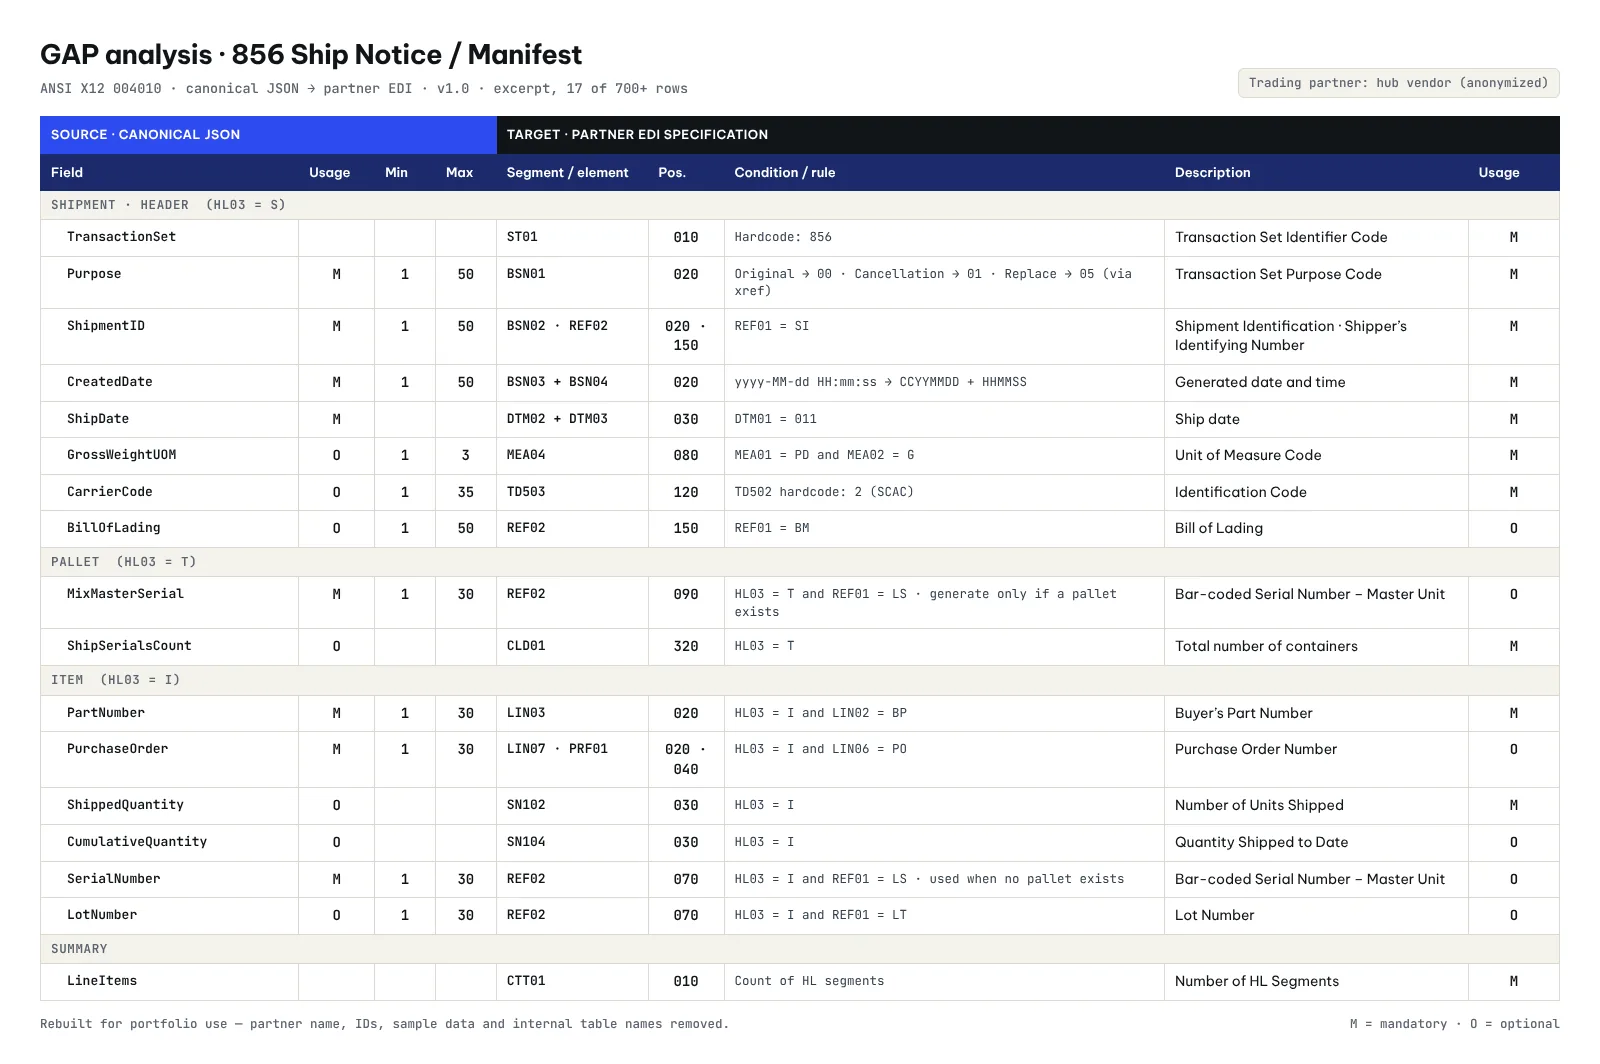 GAP analysis · 856 Ship Notice / Manifest
ANSI X12 004010 · canonical JSON → partner EDI · v1.0 · excerpt, 17 of 700+ rows
Trading partner: hub vendor (anonymized)
SOURCE · CANONICAL JSON TARGET · PARTNER EDI SPECIFICATION
Field Usage Min Max Segment / element Pos. Condition / rule Description Usage
SHIPMENT · HEADER (HL03 = S)
TransactionSet ST01 010 Hardcode: 856 Transaction Set Identifier Code M
Purpose M 1 50 BSN01 020 Original → 00 · Cancellation → 01 · Replace → 05 (via Transaction Set Purpose Code M
xref)
ShipmentID M 1 50 BSN02 · REF02 020 · REF01 = SI Shipment Identification · Shipper’s M
150 Identifying Number
CreatedDate M 1 50 BSN03 + BSN04 020 yyyy-MM-dd HH:mm:ss → CCYYMMDD + HHMMSS Generated date and time M
ShipDate M DTM02 + DTM03 030 DTM01 = 011 Ship date M
GrossWeightUOM O 1 3 MEA04 080 MEA01 = PD and MEA02 = G Unit of Measure Code M
CarrierCode O 1 35 TD503 120 TD502 hardcode: 2 (SCAC) Identification Code M
BillOfLading O 1 50 REF02 150 REF01 = BM Bill of Lading O
PALLET (HL03 = T)
MixMasterSerial M 1 30 REF02 090 HL03 = T and REF01 = LS · generate only if a pallet Bar-coded Serial Number – Master Unit O
exists
ShipSerialsCount O CLD01 320 HL03 = T Total number of containers M
ITEM (HL03 = I)
PartNumber M 1 30 LIN03 020 HL03 = I and LIN02 = BP Buyer’s Part Number M
PurchaseOrder M 1 30 LIN07 · PRF01 020 · HL03 = I and LIN06 = PO Purchase Order Number O
040
ShippedQuantity O SN102 030 HL03 = I Number of Units Shipped M
CumulativeQuantity O SN104 030 HL03 = I Quantity Shipped to Date O
SerialNumber M 1 30 REF02 070 HL03 = I and REF01 = LS · used when no pallet exists Bar-coded Serial Number – Master Unit O
LotNumber O 1 30 REF02 070 HL03 = I and REF01 = LT Lot Number O
SUMMARY
LineItems CTT01 010 Count of HL segments Number of HL Segments M
Rebuilt for portfolio use — partner name, IDs, sample data and internal table names removed. M = mandatory · O = optional